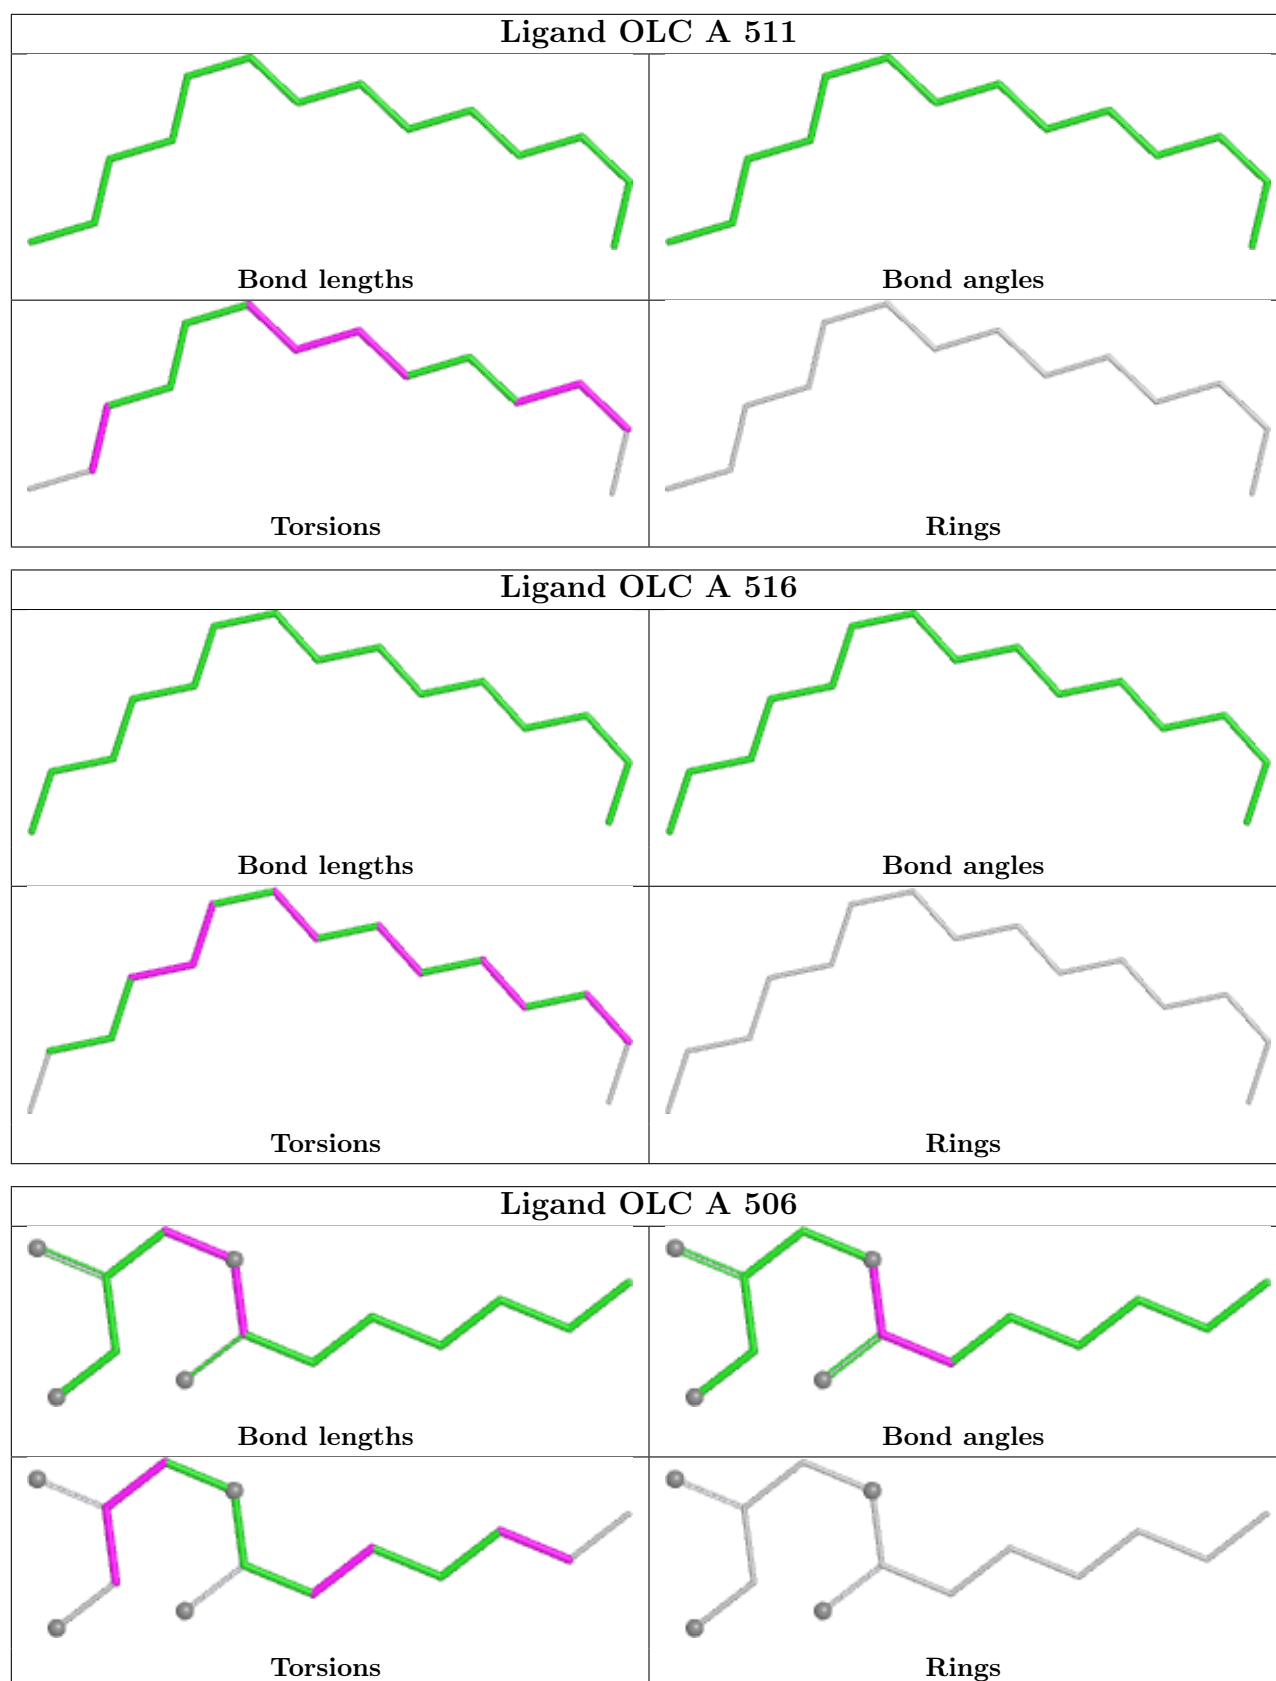 Ligand OLC A 511
Bond lengths
Bond angles
Torsions
Rings
Ligand OLC A 516
Bond lengths
Bond angles
Torsions
Rings
Ligand OLC A 506
Bond lengths
Bond angles
Torsions
Rings